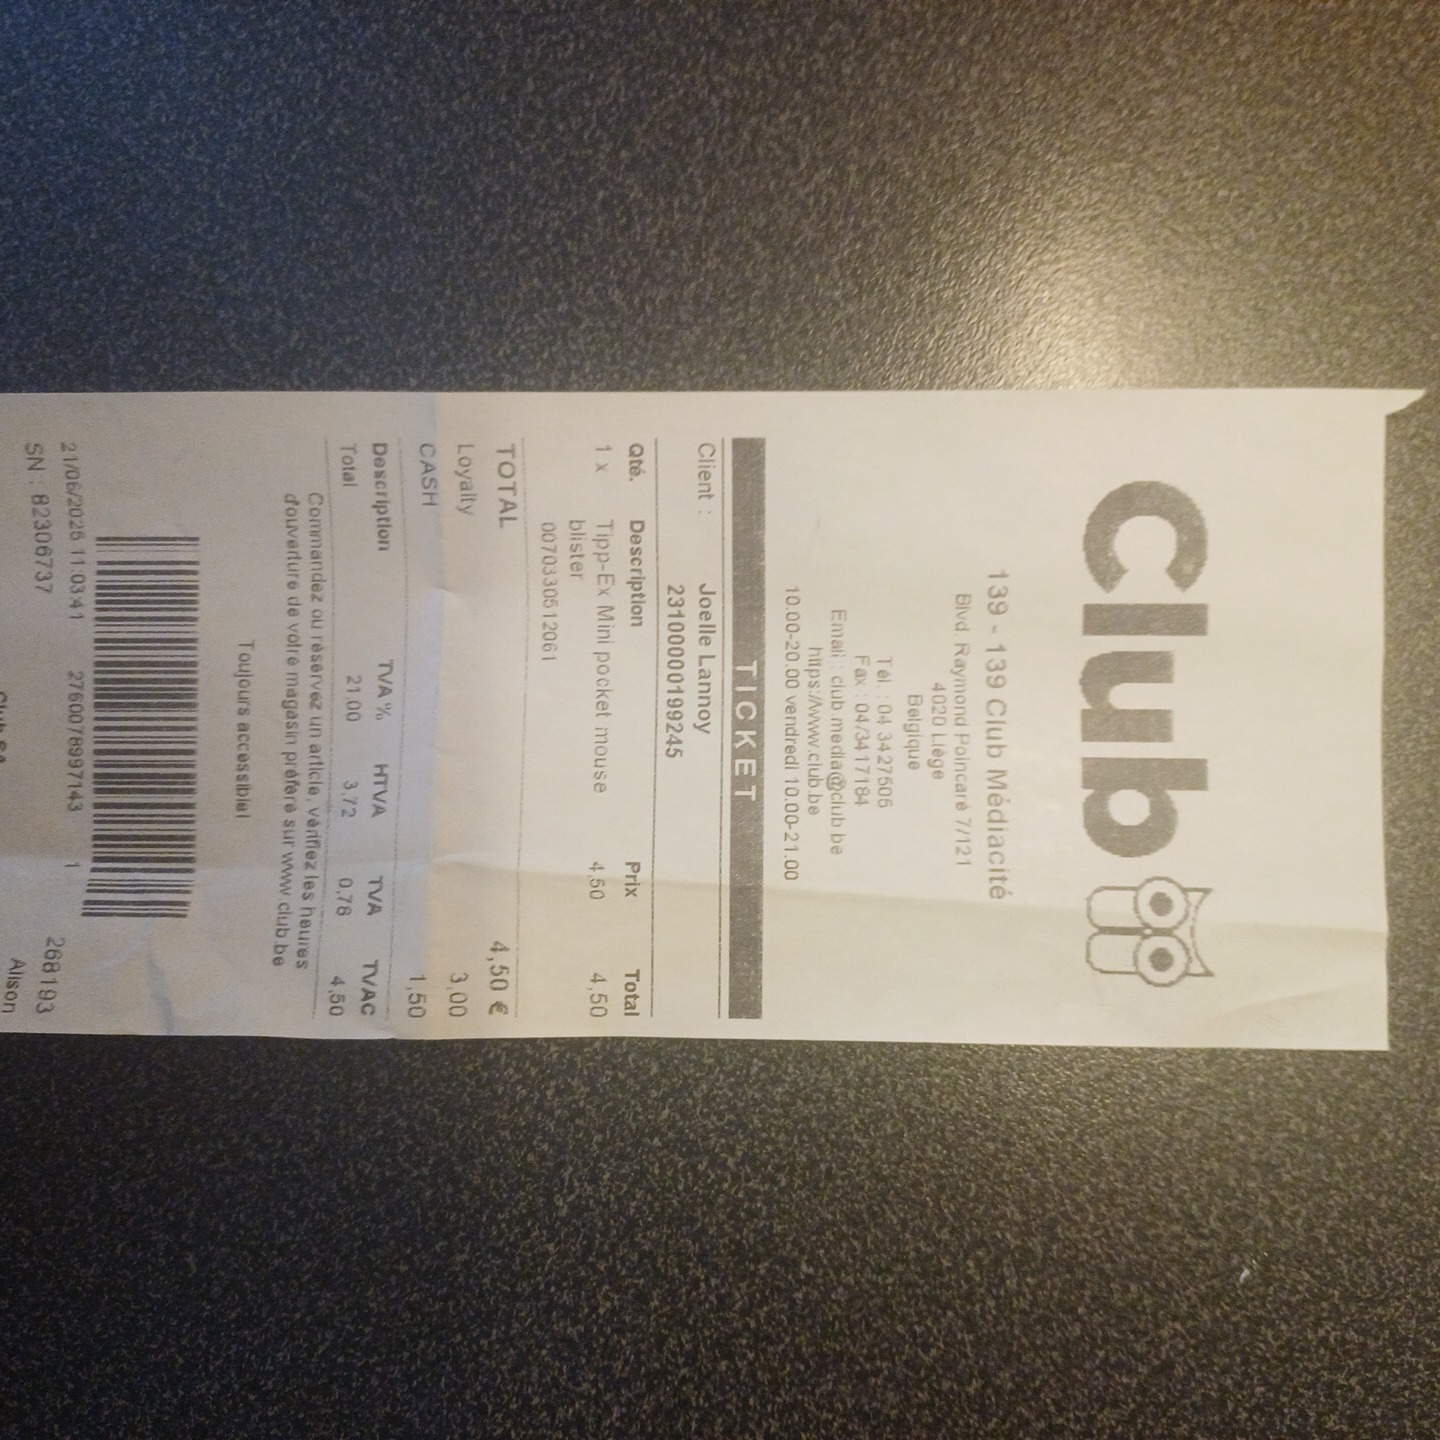 Club
139 - 139 Club Médiacité
Blvd Raymond Poincaré 7/121
4020 Liège
Belgique
Tél. : 04 3427506
Fax : 04/3417184
Email : club.media@club.be
https://www.club.be
10.00-20.00 vendredi 10.00-21.00
TICKET
Client : Joelle Lannoy
2310000199245
Qté. Description Prix Total
1 x Tipp-Ex Mini pocket mouse 4,50 4,50
blister
0070330512061
TOTAL 4,50 €
Loyalty 3,00
CASH 1,50
Description TVA % HTVA TVA TVAC
Total 21.00 3,72 0,78 4,50
Commandez ou réservez un article, vérifiez les heures
d'ouverture de votre magasin préféré sur www.club.be
Toujours accessible!
21/06/2025 11:03:41 2760078997143 1 268193
SN : 82306737 Alison